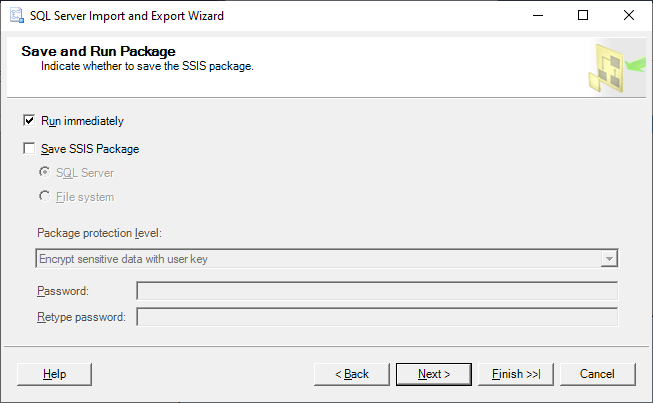 SQL Server Import and Export Wizard
Save and Run Package
Indicate whether to save the SSIS package.
Run immediately
Save SSIS Package
SQL Server
File system
Package protection level:
Encrypt sensitive data with user key
Password:
Retype password:
Help
< Back
Next >
Finish >>|
Cancel